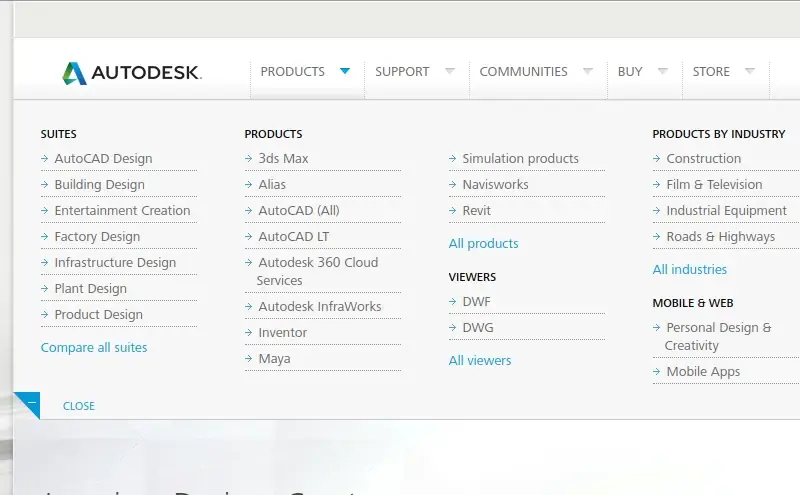 AUTODESK.
PRODUCTS
SUPPORT
COMMUNITIES
BUY
STORE
SUITES
AutoCAD Design
Building Design
Entertainment Creation
Factory Design
Infrastructure Design
Plant Design
Product Design
Compare all suites
PRODUCTS
3ds Max
Alias
AutoCAD (All)
AutoCAD LT
Autodesk 360 Cloud
Services
Autodesk InfraWorks
Inventor
Maya
Simulation products
Navisworks
Revit
All products
VIEWERS
DWF
DWG
All viewers
PRODUCTS BY INDUSTRY
Construction
Film & Television
Industrial Equipment
Roads & Highways
All industries
MOBILE & WEB
Personal Design &
Creativity
Mobile Apps
CLOSE